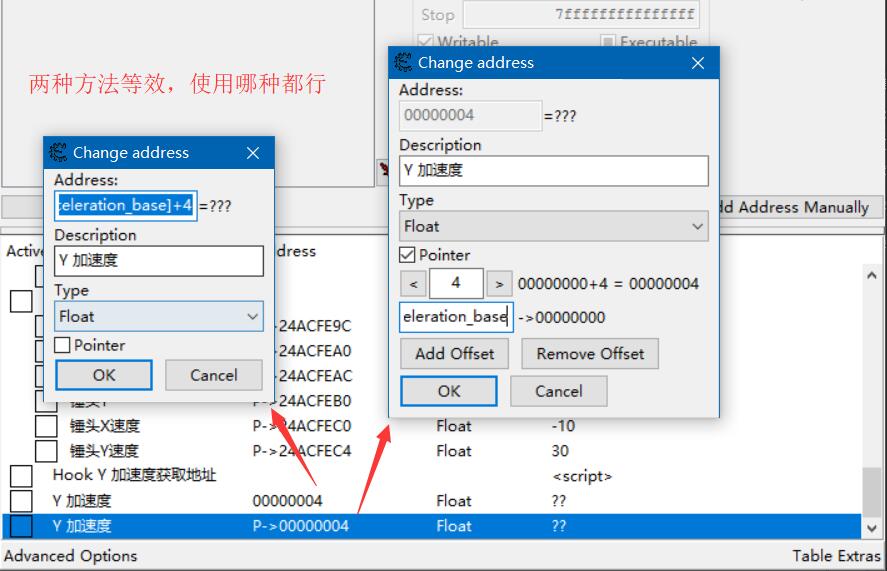 Stop 7fffffffffffffff
Writable Executable
两种方法等效，使用哪种都行
Change address
Address:
00000004 =???
Description
Y 加速度
Type
Float
Pointer
< 4 > 00000000+4 = 00000004
eleration_base ->00000000
Add Offset Remove Offset
OK Cancel
Change address
Address:
celeration_base]+4 =???
Description
Y 加速度
Type
Float
Pointer
OK Cancel
dd Address Manually
Active dress
>24ACFE9C
>24ACFEA0
>24ACFEAC
P->24ACFEB0
锤头X速度 P->24ACFEC0 Float -10
锤头Y速度 P->24ACFEC4 Float 30
Hook Y 加速度获取地址 <script>
Y 加速度 00000004 Float ??
Y 加速度 P->00000004 Float ??
Advanced Options Table Extras